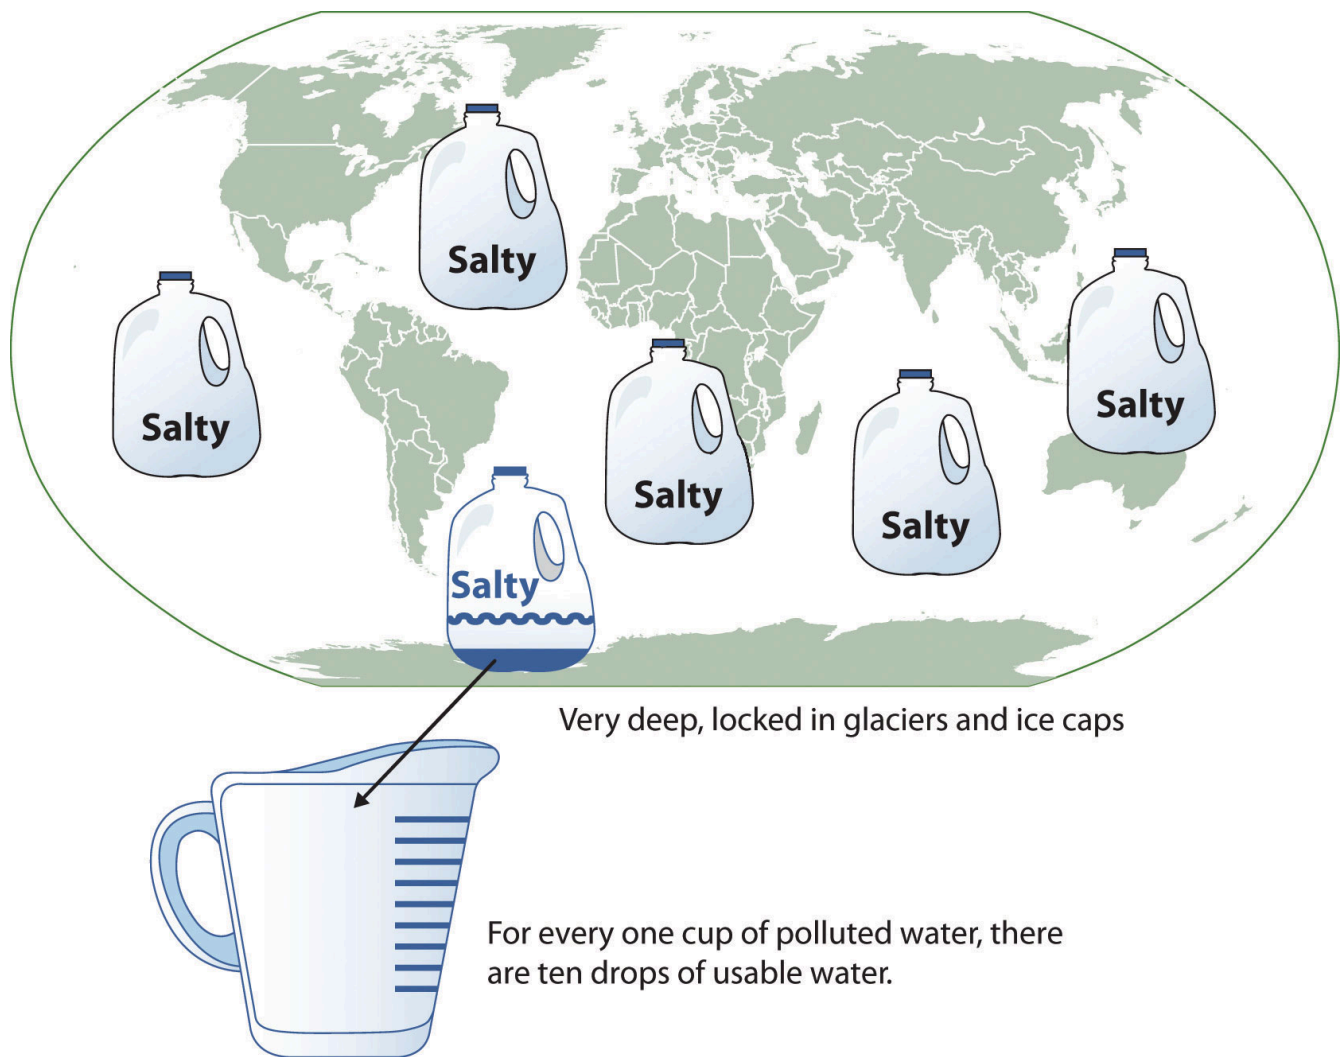 Salty
Salty
Salty
Salty
Salty
Salty
Very deep, locked in glaciers and ice caps
For every one cup of polluted water, there
are ten drops of usable water.